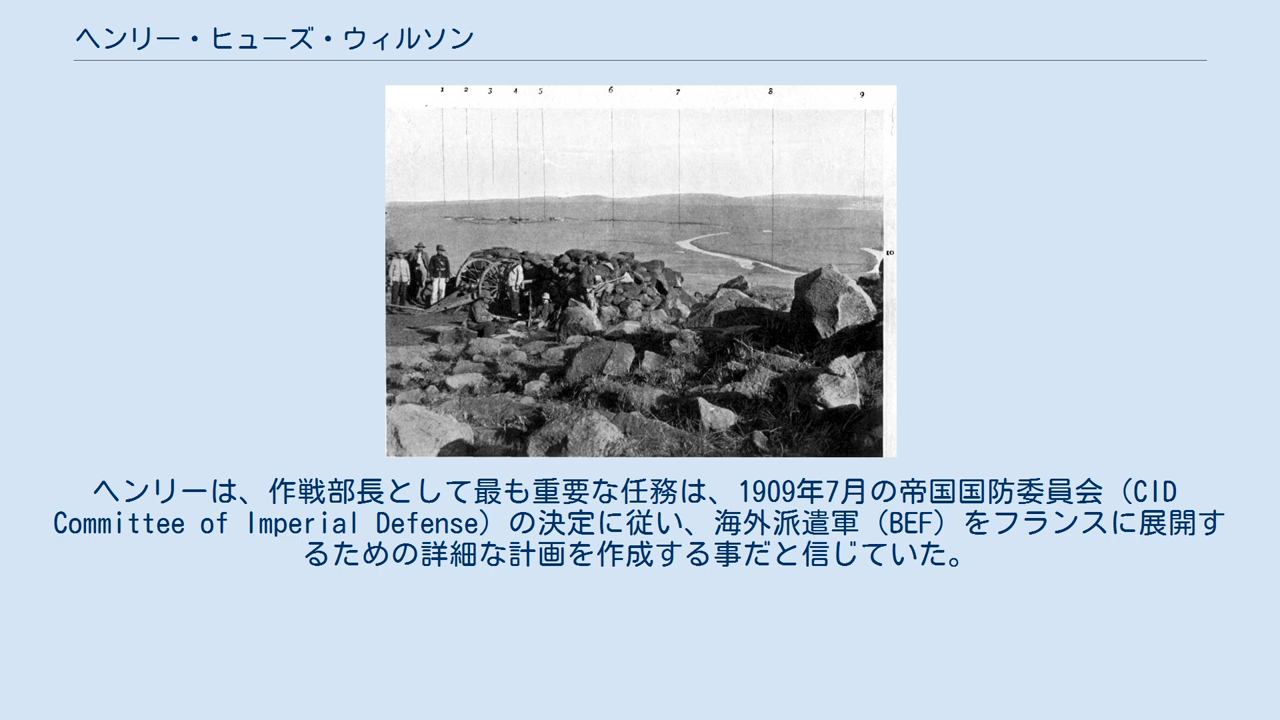 ヘンリー・ヒューズ・ウィルソン
1 2 3 4 5 6 7 8 9
10
ヘンリーは、作戦部長として最も重要な任務は、1909年7月の帝国国防委員会（CID
Committee of Imperial Defense）の決定に従い、海外派遣軍（BEF）をフランスに展開す
るための詳細な計画を作成する事だと信じていた。